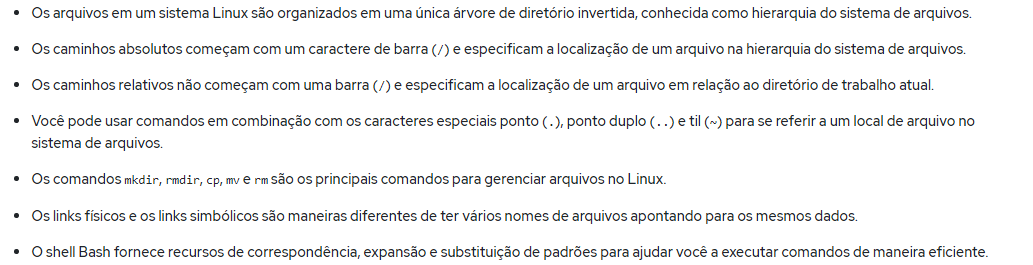 • Os arquivos em um sistema Linux são organizados em uma única árvore de diretório invertida, conhecida como hierarquia do sistema de arquivos.
• Os caminhos absolutos começam com um caractere de barra (/) e especificam a localização de um arquivo na hierarquia do sistema de arquivos.
• Os caminhos relativos não começam com uma barra (/) e especificam a localização de um arquivo em relação ao diretório de trabalho atual.
• Você pode usar comandos em combinação com os caracteres especiais ponto (.), ponto duplo (..) e til (~) para se referir a um local de arquivo no
sistema de arquivos.
• Os comandos mkdir, rmdir, cp, mv e rm são os principais comandos para gerenciar arquivos no Linux.
• Os links físicos e os links simbólicos são maneiras diferentes de ter vários nomes de arquivos apontando para os mesmos dados.
• O shell Bash fornece recursos de correspondência, expansão e substituição de padrões para ajudar você a executar comandos de maneira eficiente.